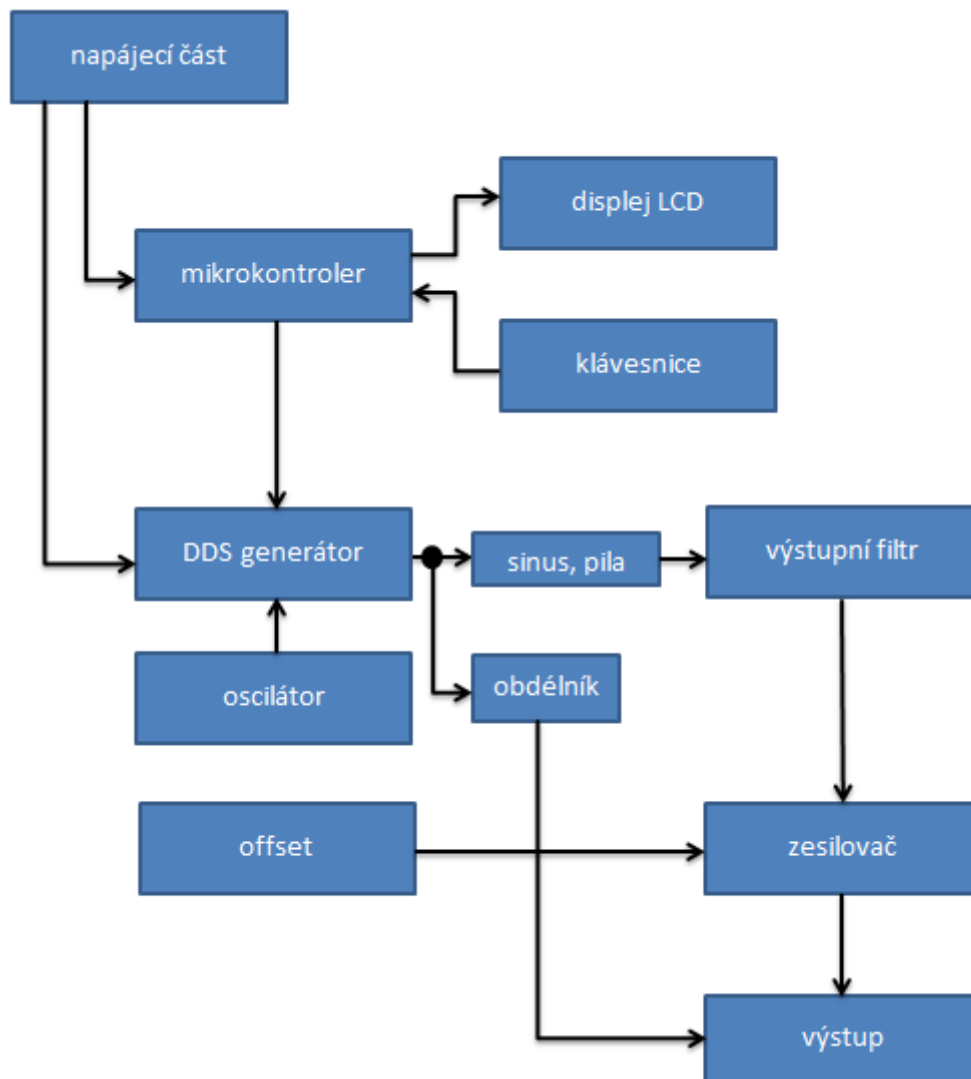 napájecí část
displej LCD
mikrokontroler
klávesnice
DDS generátor
sinus, pila
výstupní filtr
oscilátor
obdélník
offset
zesilovač
výstup